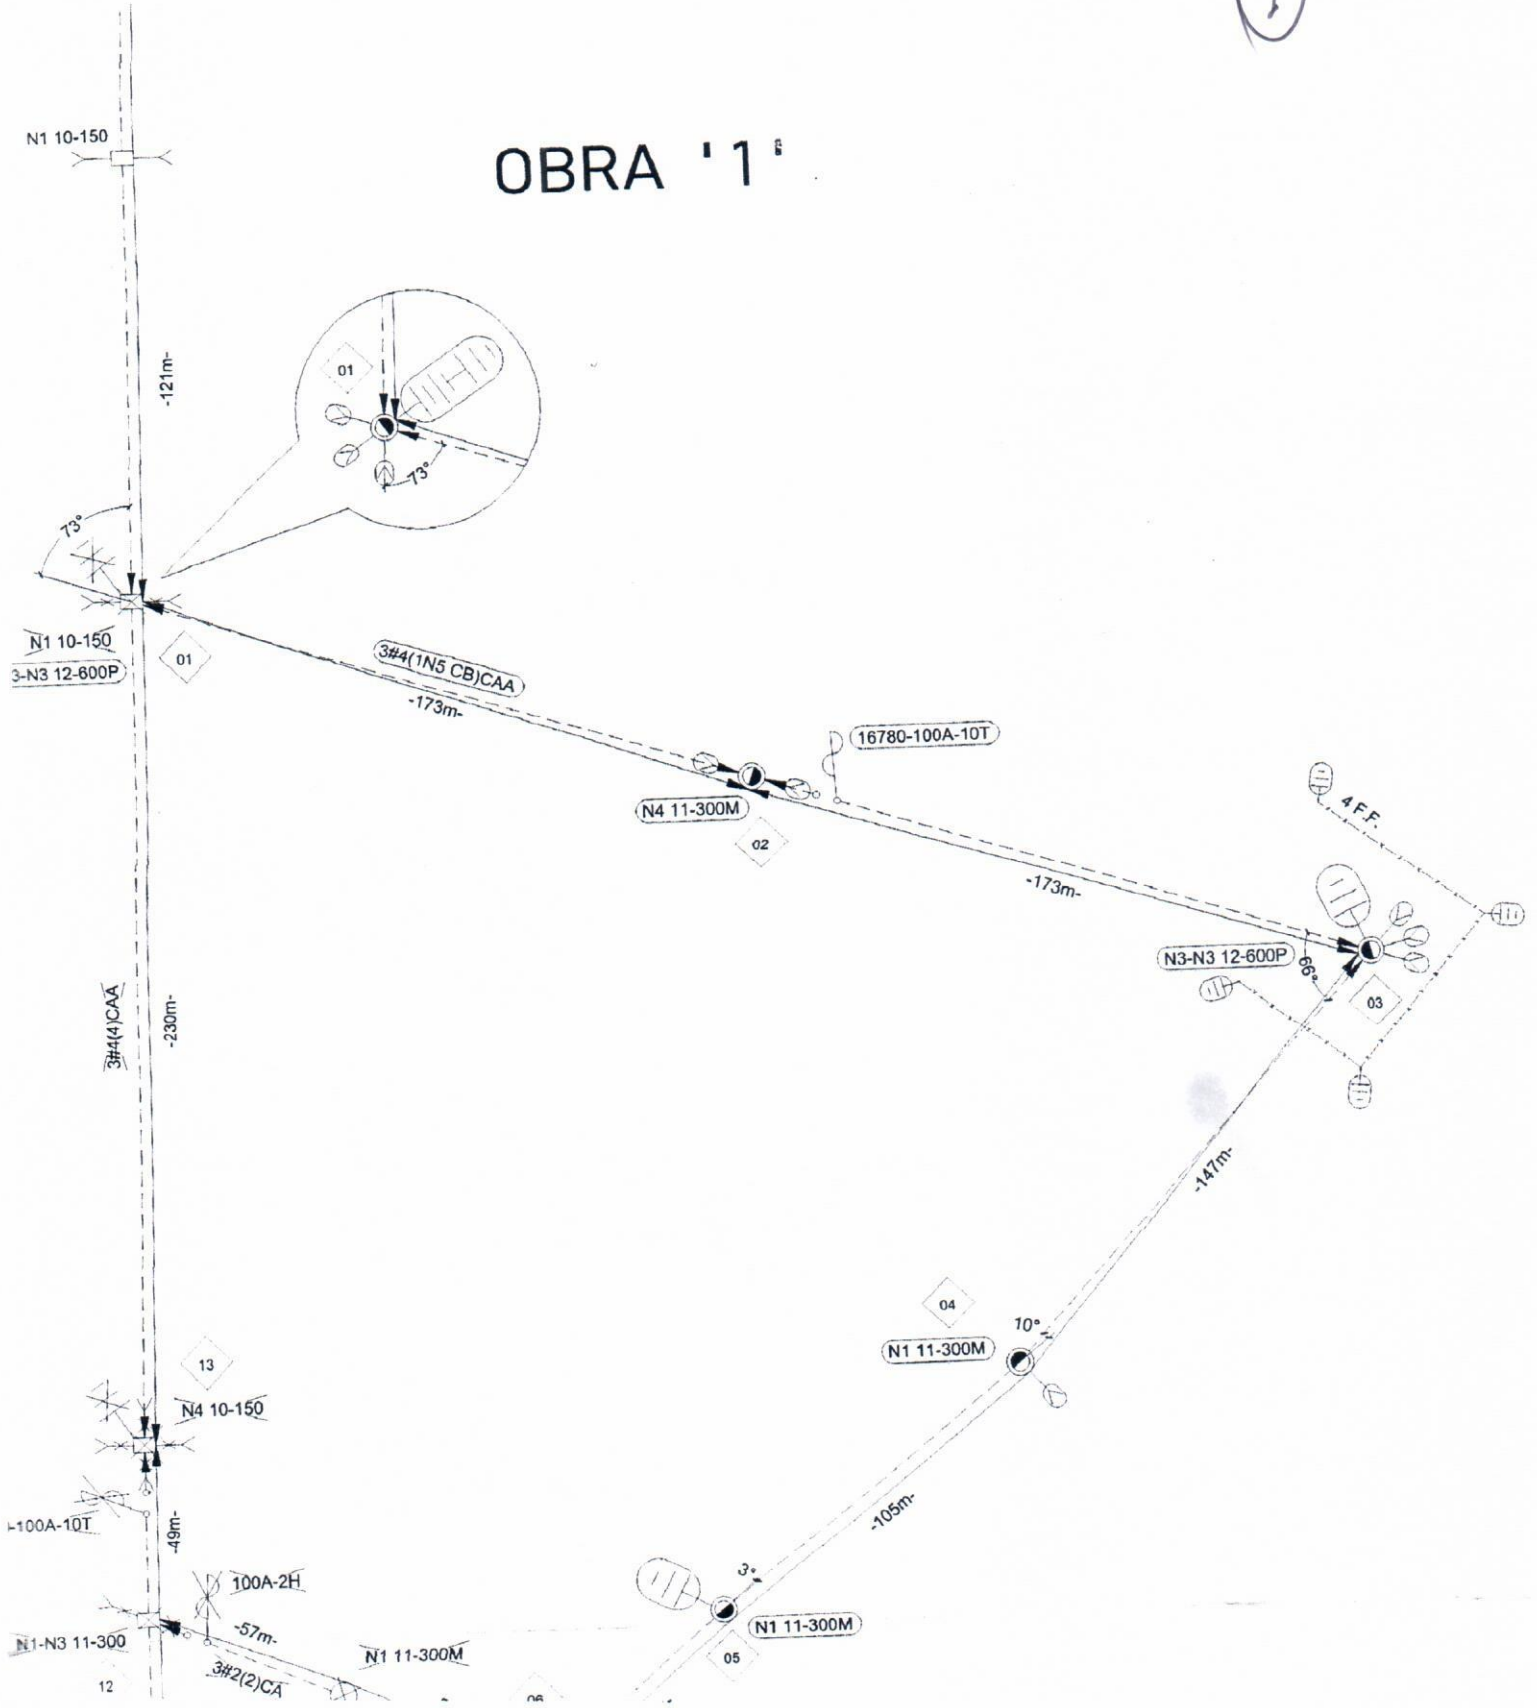 N1 10-150
OBRA '1'
-121m-
01
73°
73°
N1 10-150
3-N3 12-600P
01
3#4(1N5 CB)CAA
-173m-
16780-100A-10T
N4 11-300M
02
4 F.F.
-173m-
N3-N3 12-600P
66°
03
3#4(4)CAA
-230m-
-147m-
04
10°
N1 11-300M
13
N4 10-150
-100A-10T
-49m-
-105m-
100A-2H
3°
N1 11-300M
05
N1-N3 11-300
-57m-
N1 11-300M
3#2(2)CA
12
06